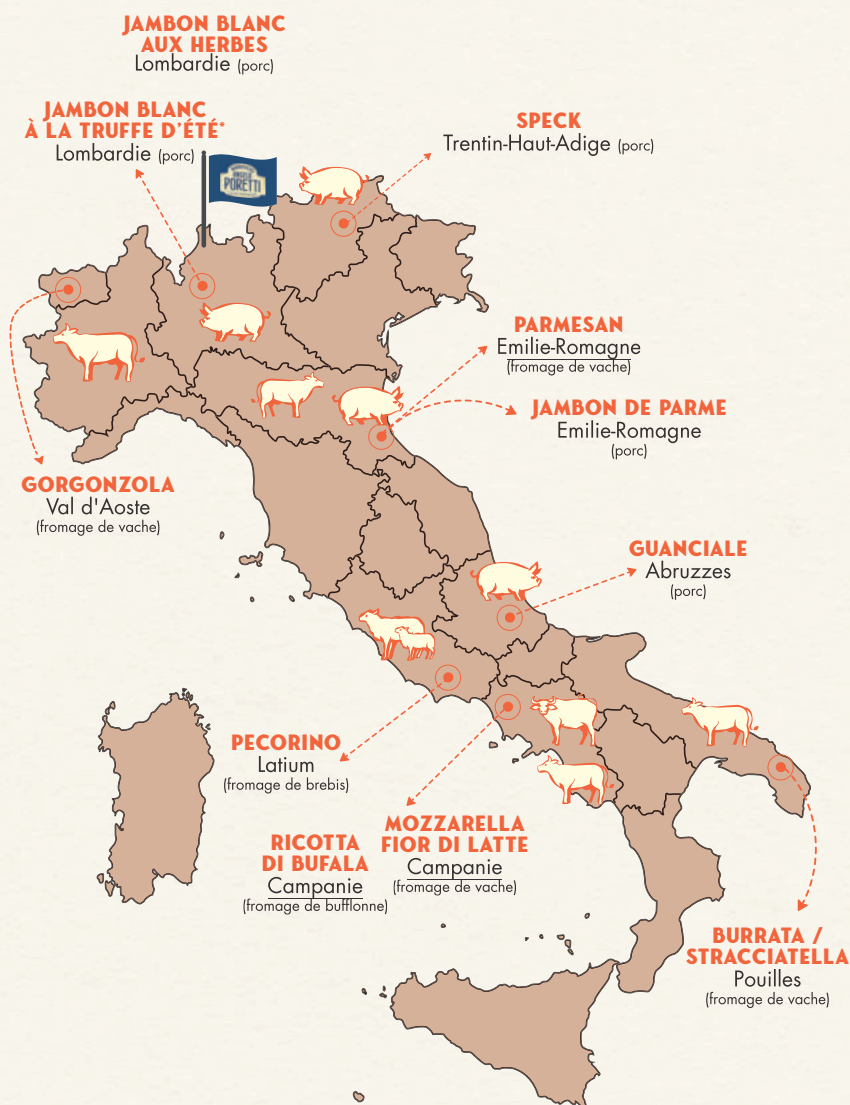 JAMBON BLANC
AUX HERBES
Lombardie (porc)
JAMBON BLANC
À LA TRUFFE D'ÉTÉ*
Lombardie (porc)
ANGELO
PORETTI
SPECK
Trentin-Haut-Adige (porc)
PARMESAN
Emilie-Romagne
(fromage de vache)
JAMBON DE PARME
Emilie-Romagne
(porc)
GORGONZOLA
Val d'Aoste
(fromage de vache)
GUANCIALE
Abruzzes
(porc)
PECORINO
Latium
(fromage de brebis)
RICOTTA
DI BUFALA
Campanie
(fromage de bufflonne)
MOZZARELLA
FIOR DI LATTE
Campanie
(fromage de vache)
BURRATA /
STRACCIATELLA
Pouilles
(fromage de vache)